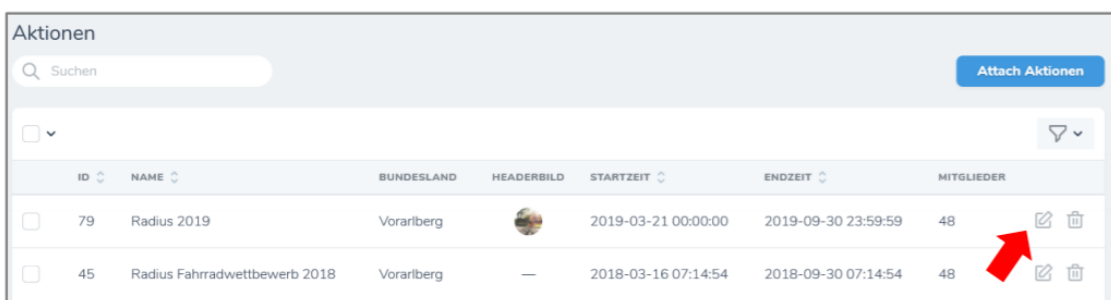 Aktionen
Suchen
Attach Aktionen
ID NAME BUNDESLAND HEADERBILD STARTZEIT ENDZEIT MITGLIEDER
79 Radius 2019 Vorarlberg 2019-03-21 00:00:00 2019-09-30 23:59:59 48
45 Radius Fahrradwettbewerb 2018 Vorarlberg — 2018-03-16 07:14:54 2018-09-30 07:14:54 48